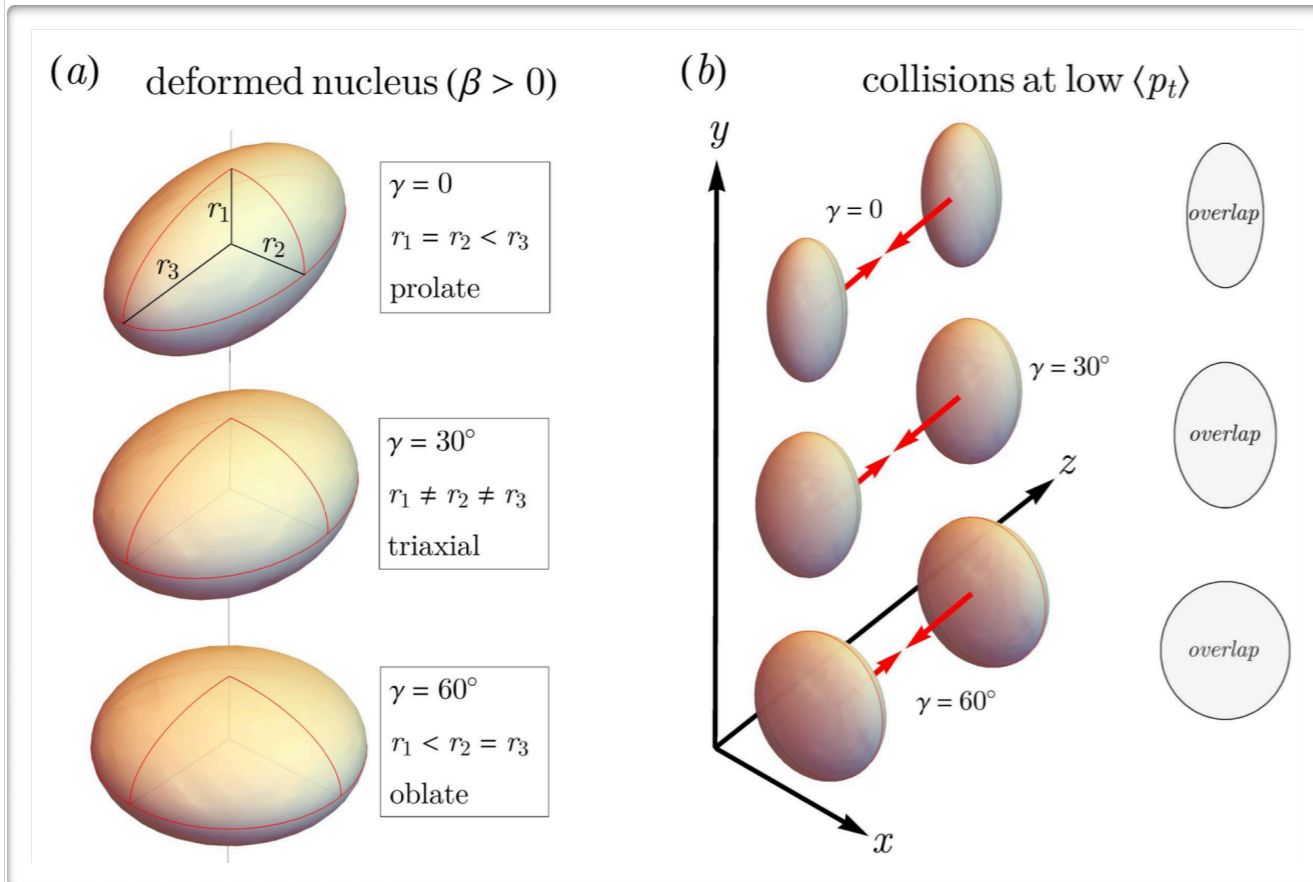 (a) deformed nucleus (β > 0)
r₁
r₂
r₃
γ = 0
r₁ = r₂ < r₃
prolate
γ = 30°
r₁ ≠ r₂ ≠ r₃
triaxial
γ = 60°
r₁ < r₂ = r₃
oblate
(b) collisions at low ⟨pₜ⟩
y
γ = 0
overlap
γ = 30°
overlap
z
γ = 60°
overlap
x